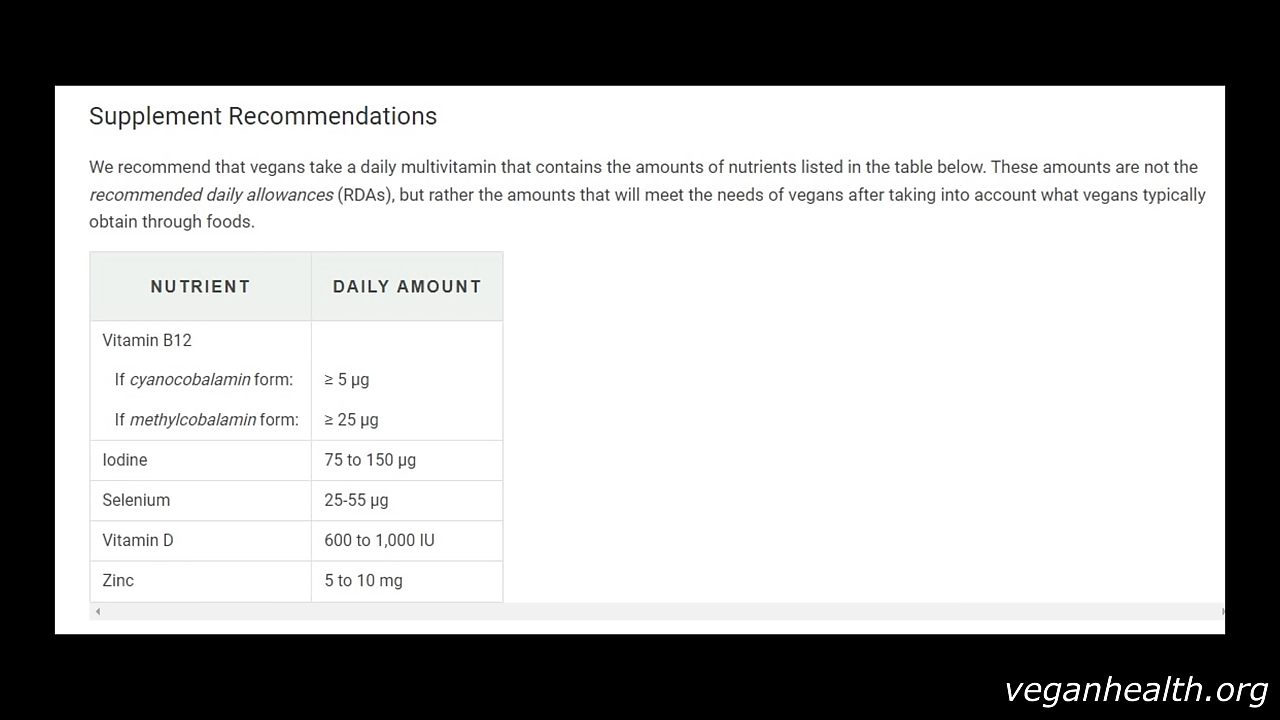 Supplement Recommendations
We recommend that vegans take a daily multivitamin that contains the amounts of nutrients listed in the table below. These amounts are not the
recommended daily allowances (RDAs), but rather the amounts that will meet the needs of vegans after taking into account what vegans typically
obtain through foods.
NUTRIENT DAILY AMOUNT
Vitamin B12
If cyanocobalamin form: ≥ 5 µg
If methylcobalamin form: ≥ 25 µg
Iodine 75 to 150 µg
Selenium 25-55 µg
Vitamin D 600 to 1,000 IU
Zinc 5 to 10 mg
veganhealth.org